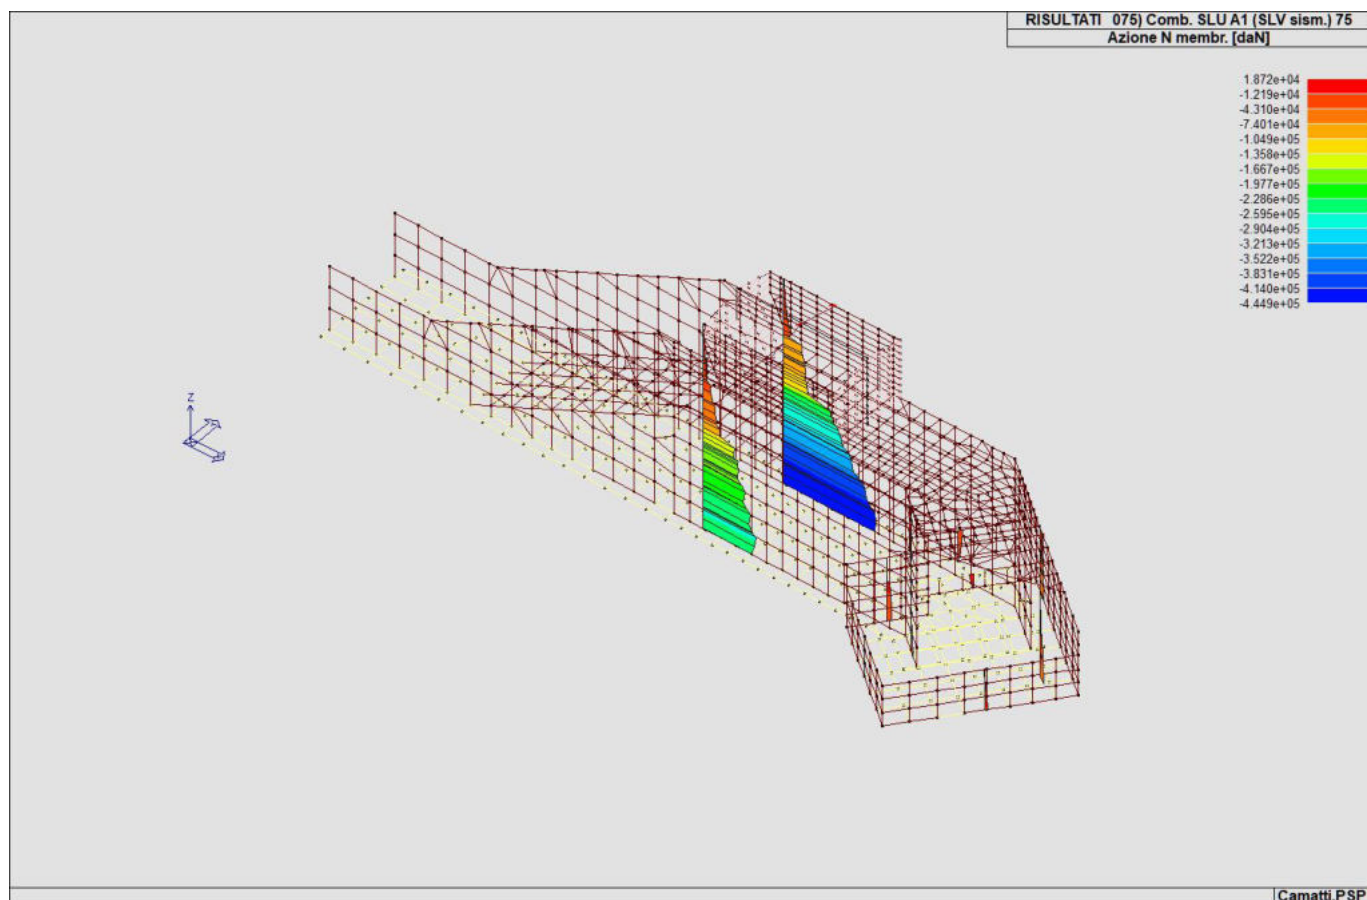 RISULTATI 075) Comb. SLU A1 (SLV sism.) 75
Azione N membr. [daN]
1.872e+04
-1.219e+04
-4.310e+04
-7.401e+04
-1.049e+05
-1.358e+05
-1.667e+05
-1.977e+05
-2.286e+05
-2.595e+05
-2.904e+05
-3.213e+05
-3.522e+05
-3.831e+05
-4.140e+05
-4.449e+05
Z
Camatti.PSP